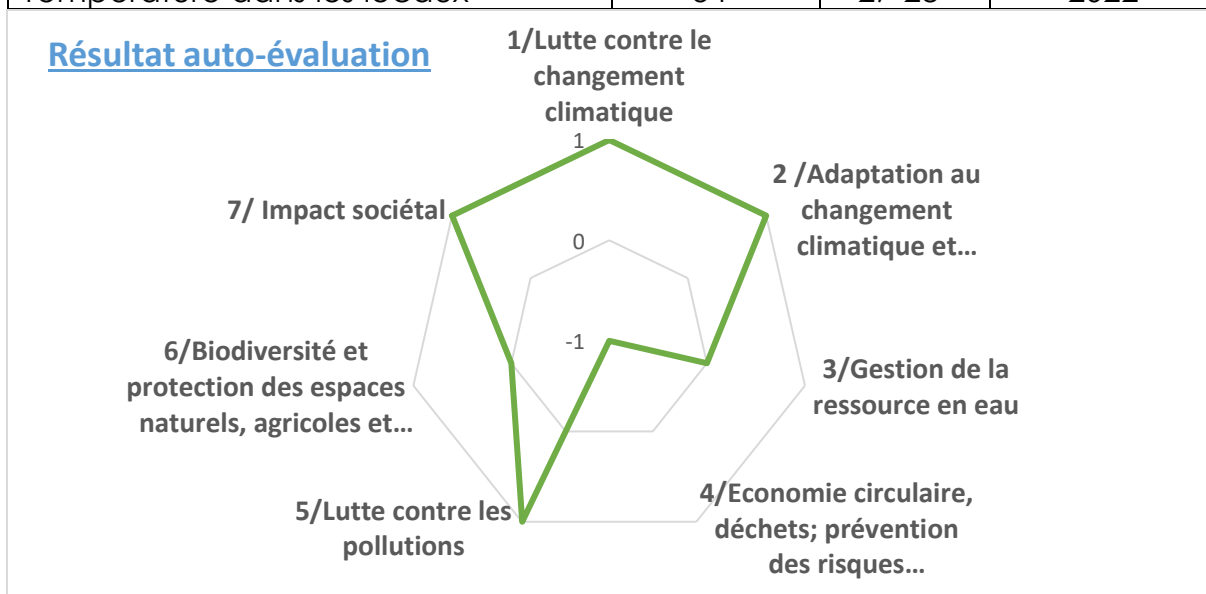 Résultat auto-évaluation
1/Lutte contre le
changement
climatique
1
2 /Adaptation au
changement
climatique et…
7/ Impact sociétal
0
-1
6/Biodiversité et
protection des espaces
naturels, agricoles et…
3/Gestion de la
ressource en eau
5/Lutte contre les
pollutions
4/Economie circulaire,
déchets; prévention
des risques…